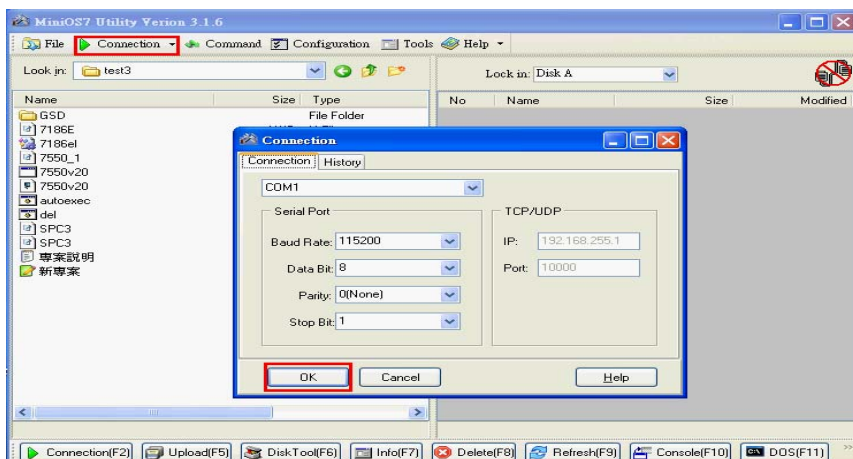 MiniOS7 Utility Verion 3.1.6
File Connection Command Configuration Tools Help
Look in: test3
Lock in: Disk A
Name Size Type
No Name Size Modified
GSD File Folder
7186E
7186el
7550_1
7550v20
7550v20
autoexec
del
SPC3
SPC3
專案說明
新專案
Connection
Connection History
COM1
Serial Port
Baud Rate: 115200
Data Bit: 8
Parity: 0(None)
Stop Bit: 1
TCP/UDP
IP: 192.168.255.1
Port: 10000
OK Cancel Help
Connection(F2) Upload(F5) DiskTool(F6) Info(F7) Delete(F8) Refresh(F9) Console(F10) DOS(F11)